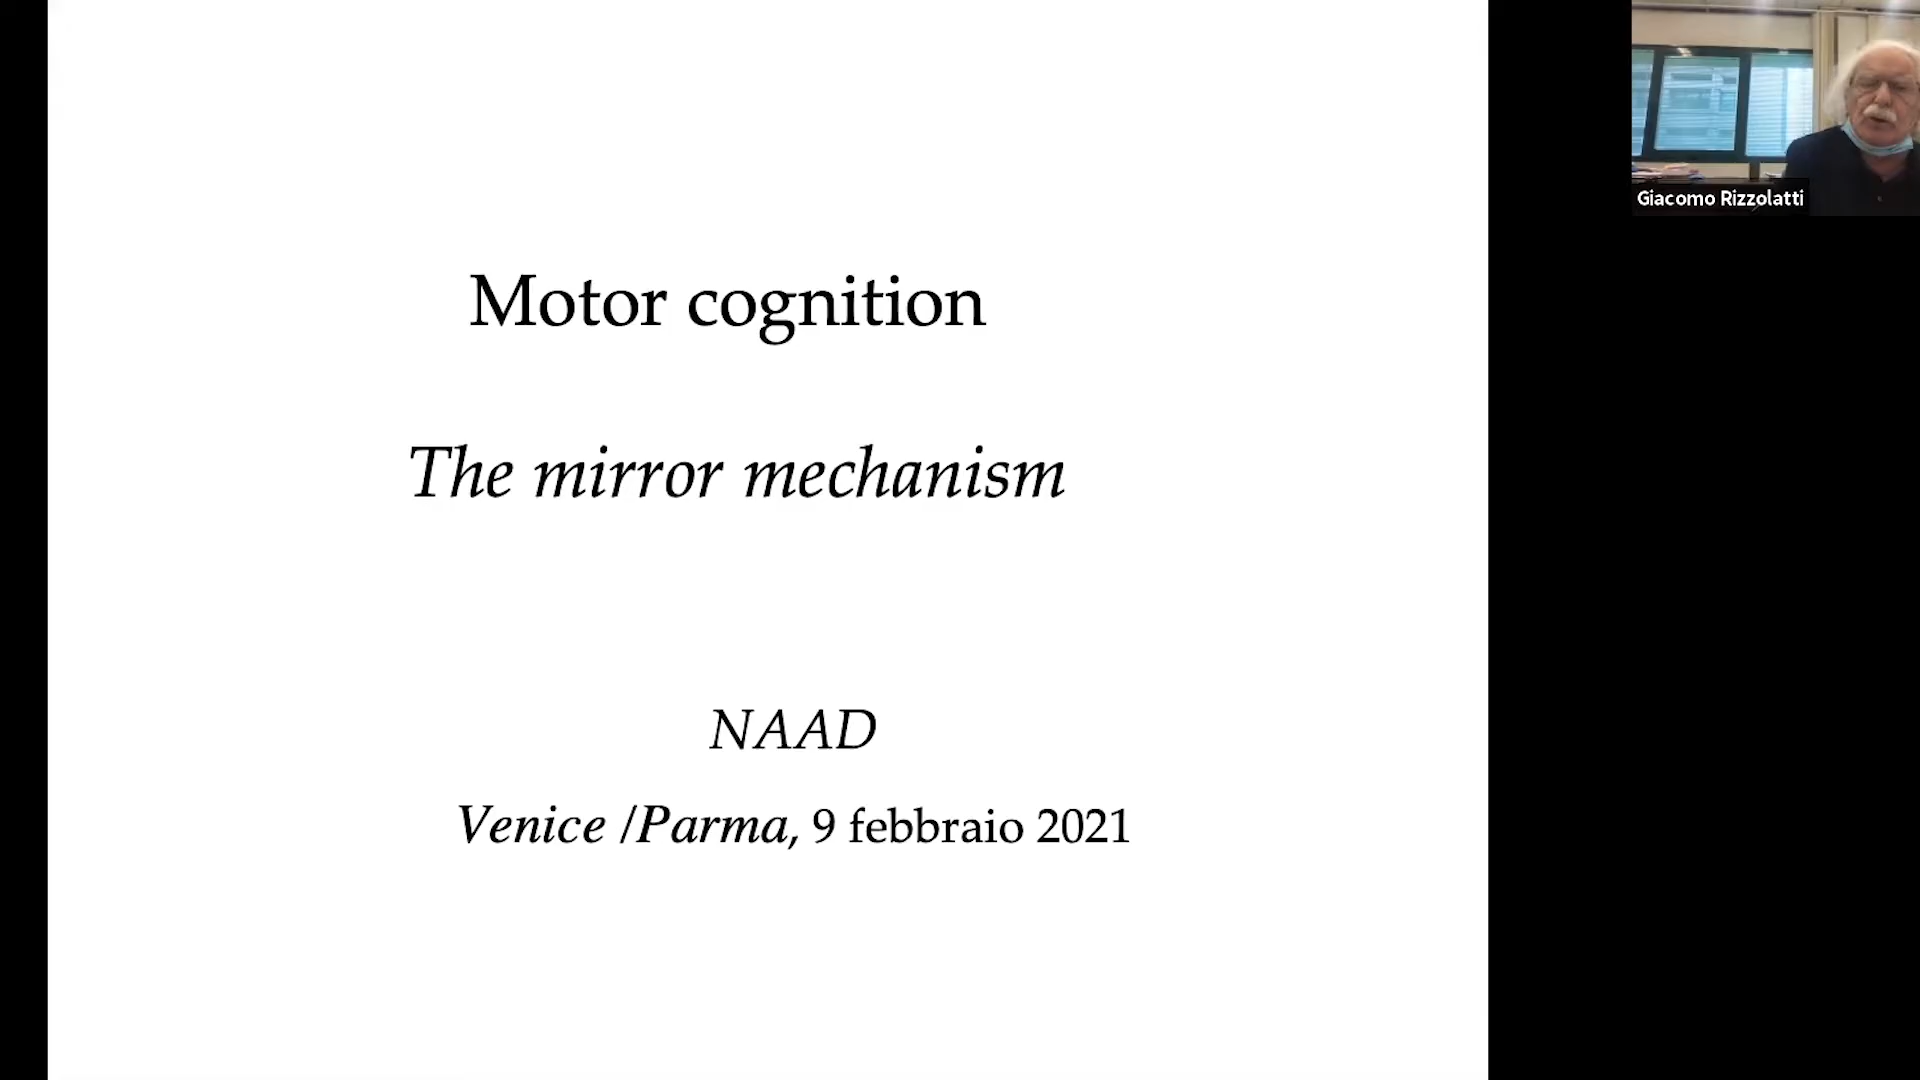 Motor cognition
The mirror mechanism
NAAD
Venice /Parma, 9 febbraio 2021
Giacomo Rizzolatti